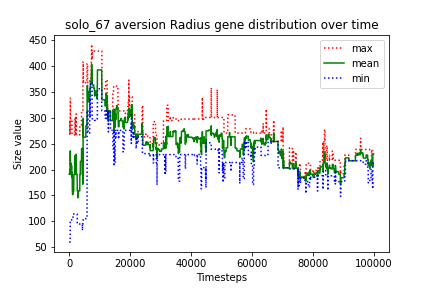 solo_67 aversion Radius gene distribution over time
450
400
350
300
250
200
150
100
50
Size value
max
mean
min
0 20000 40000 60000 80000 100000
Timesteps